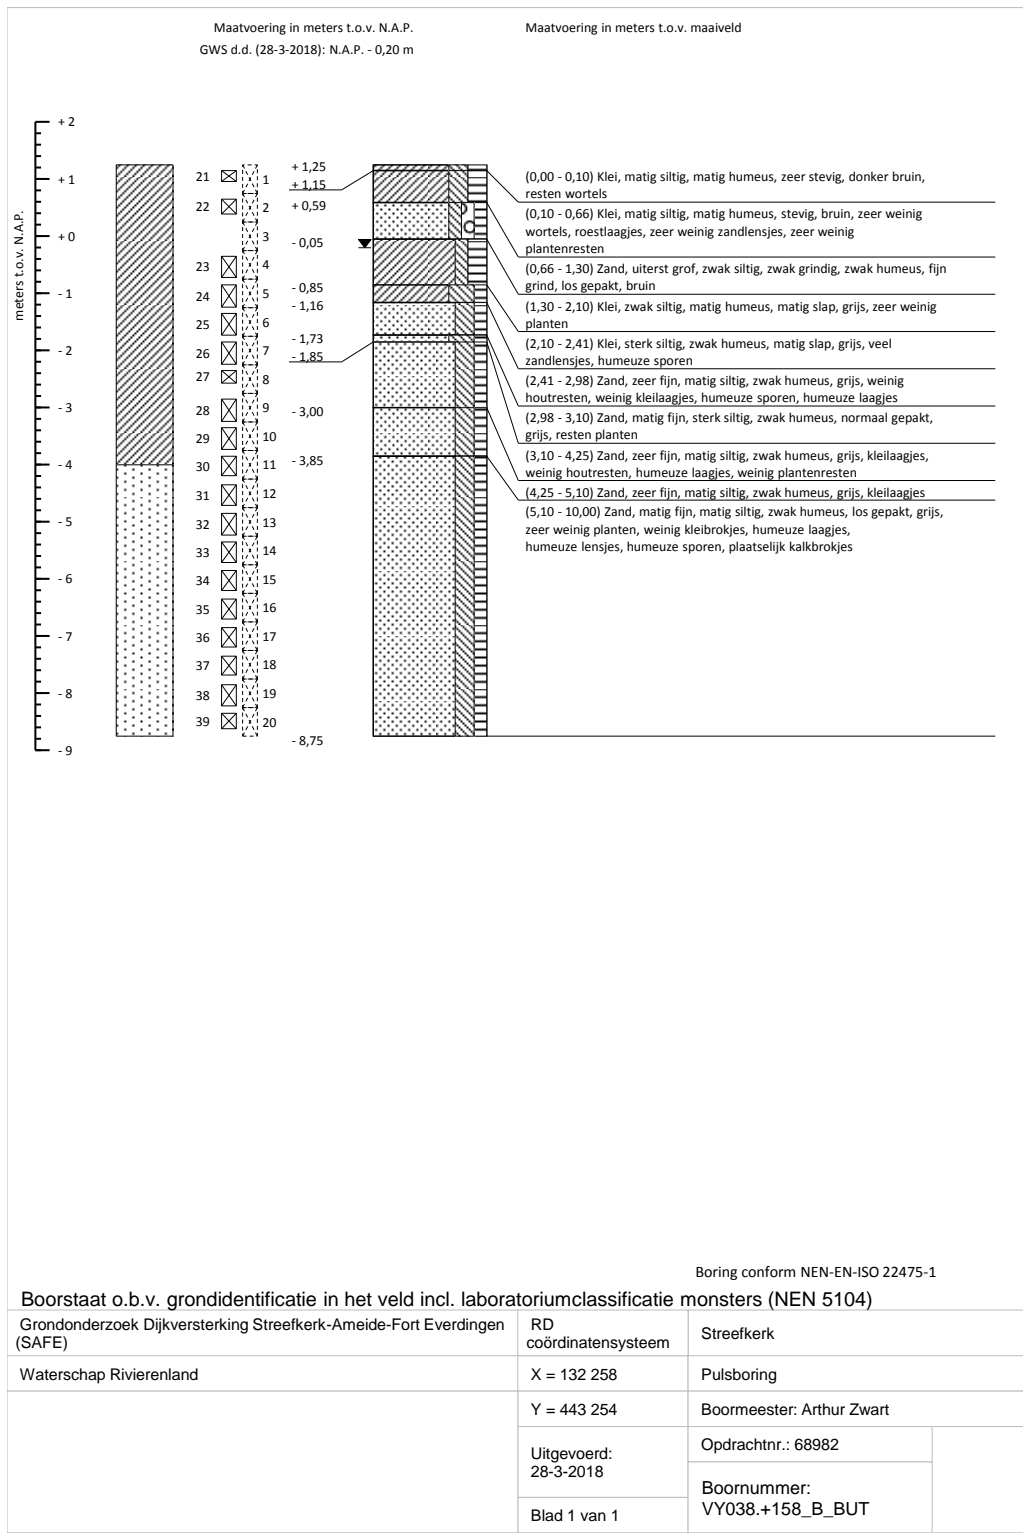 Maatvoering in meters t.o.v. N.A.P.
GWS d.d. (28-3-2018): N.A.P. - 0,20 m
Maatvoering in meters t.o.v. maaiveld
meters t.o.v. N.A.P.
+ 2
+ 1
+ 0
- 1
- 2
- 3
- 4
- 5
- 6
- 7
- 8
- 9
21
22
23
24
25
26
27
28
29
30
31
32
33
34
35
36
37
38
39
1
2
3
4
5
6
7
8
9
10
11
12
13
14
15
16
17
18
19
20
+ 1,25
+ 1,15
+ 0,59
- 0,05
- 0,85
- 1,16
- 1,73
- 1,85
- 3,00
- 3,85
- 8,75
(0,00 - 0,10) Klei, matig siltig, matig humeus, zeer stevig, donker bruin,
resten wortels
(0,10 - 0,66) Klei, matig siltig, matig humeus, stevig, bruin, zeer weinig
wortels, roestlaagjes, zeer weinig zandlensjes, zeer weinig
plantenresten
(0,66 - 1,30) Zand, uiterst grof, zwak siltig, zwak grindig, zwak humeus, fijn
grind, los gepakt, bruin
(1,30 - 2,10) Klei, zwak siltig, matig humeus, matig slap, grijs, zeer weinig
planten
(2,10 - 2,41) Klei, sterk siltig, zwak humeus, matig slap, grijs, veel
zandlensjes, humeuze sporen
(2,41 - 2,98) Zand, zeer fijn, matig siltig, zwak humeus, grijs, weinig
houtresten, weinig kleilaagjes, humeuze sporen, humeuze laagjes
(2,98 - 3,10) Zand, matig fijn, sterk siltig, zwak humeus, normaal gepakt,
grijs, resten planten
(3,10 - 4,25) Zand, zeer fijn, matig siltig, zwak humeus, grijs, kleilaagjes,
weinig houtresten, humeuze laagjes, weinig plantenresten
(4,25 - 5,10) Zand, zeer fijn, matig siltig, zwak humeus, grijs, kleilaagjes
(5,10 - 10,00) Zand, matig fijn, matig siltig, zwak humeus, los gepakt, grijs,
zeer weinig planten, weinig kleibrokjes, humeuze laagjes,
humeuze lensjes, humeuze sporen, plaatselijk kalkbrokjes
Boring conform NEN-EN-ISO 22475-1
Boorstaat o.b.v. grondidentificatie in het veld incl. laboratoriumclassificatie monsters (NEN 5104)
Grondonderzoek Dijkversterking Streefkerk-Ameide-Fort Everdingen
(SAFE)
RD
coördinatensysteem
Streefkerk
Waterschap Rivierenland
X = 132 258
Pulsboring
Y = 443 254
Boormeester: Arthur Zwart
Uitgevoerd:
28-3-2018
Opdrachtnr.: 68982
Boornummer:
VY038.+158_B_BUT
Blad 1 van 1